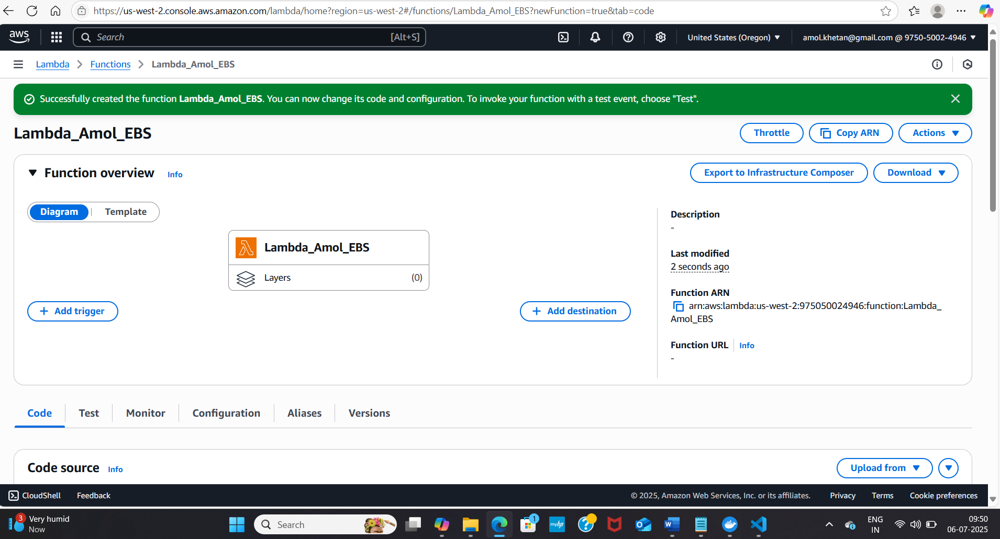 https://us-west-2.console.aws.amazon.com/lambda/home?region=us-west-2#/functions/Lambda_Amol_EBS?newFunction=true&tab=code
aws
Search [Alt+S]
United States (Oregon)
amol.khetan@gmail.com @ 9750-5002-4946
Lambda
Functions
Lambda_Amol_EBS
Successfully created the function Lambda_Amol_EBS. You can now change its code and configuration. To invoke your function with a test event, choose "Test".
Lambda_Amol_EBS
Throttle
Copy ARN
Actions
Function overview Info
Export to Infrastructure Composer
Download
Diagram
Template
Lambda_Amol_EBS
Layers (0)
Add trigger
Add destination
Description
-
Last modified
2 seconds ago
Function ARN
arn:aws:lambda:us-west-2:975050024946:function:Lambda_
Amol_EBS
Function URL Info
-
Code
Test
Monitor
Configuration
Aliases
Versions
Code source Info
Upload from
CloudShell
Feedback
© 2025, Amazon Web Services, Inc. or its affiliates.
Privacy
Terms
Cookie preferences
3
Very humid
Now
Search
1
myhp
ENG
IN
09:50
06-07-2025